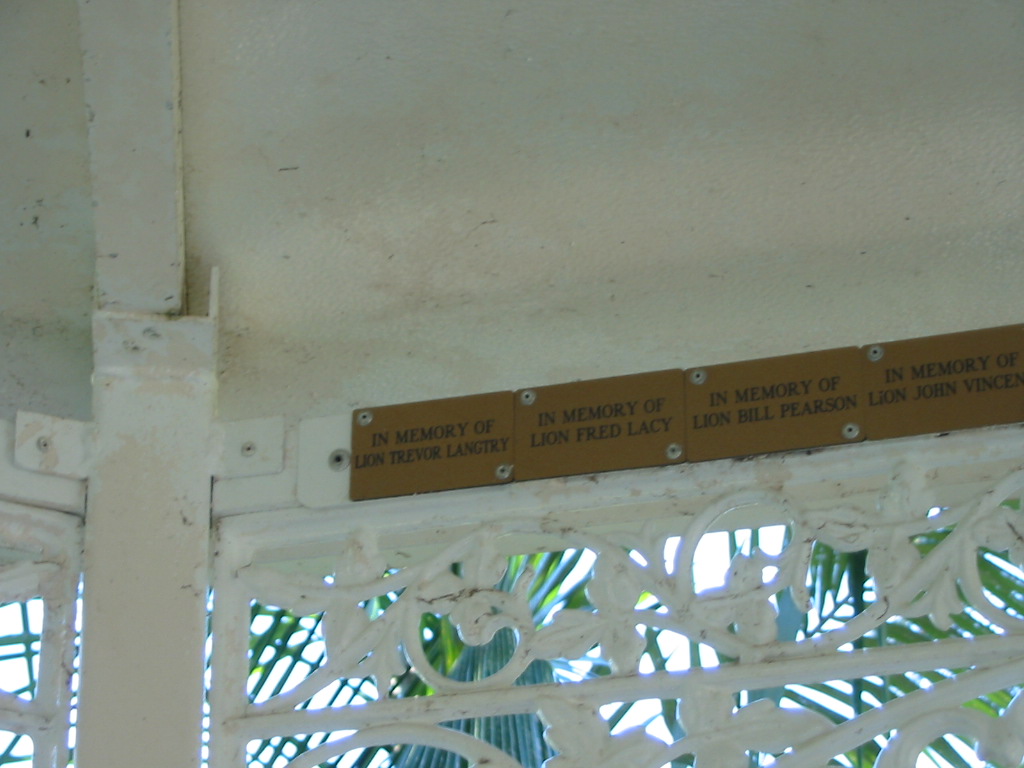 IN MEMORY OF
LION TREVOR LANGTRY
IN MEMORY OF
LION FRED LACY
IN MEMORY OF
LION BILL PEARSON
IN MEMORY OF
LiON JOHN VINCEN